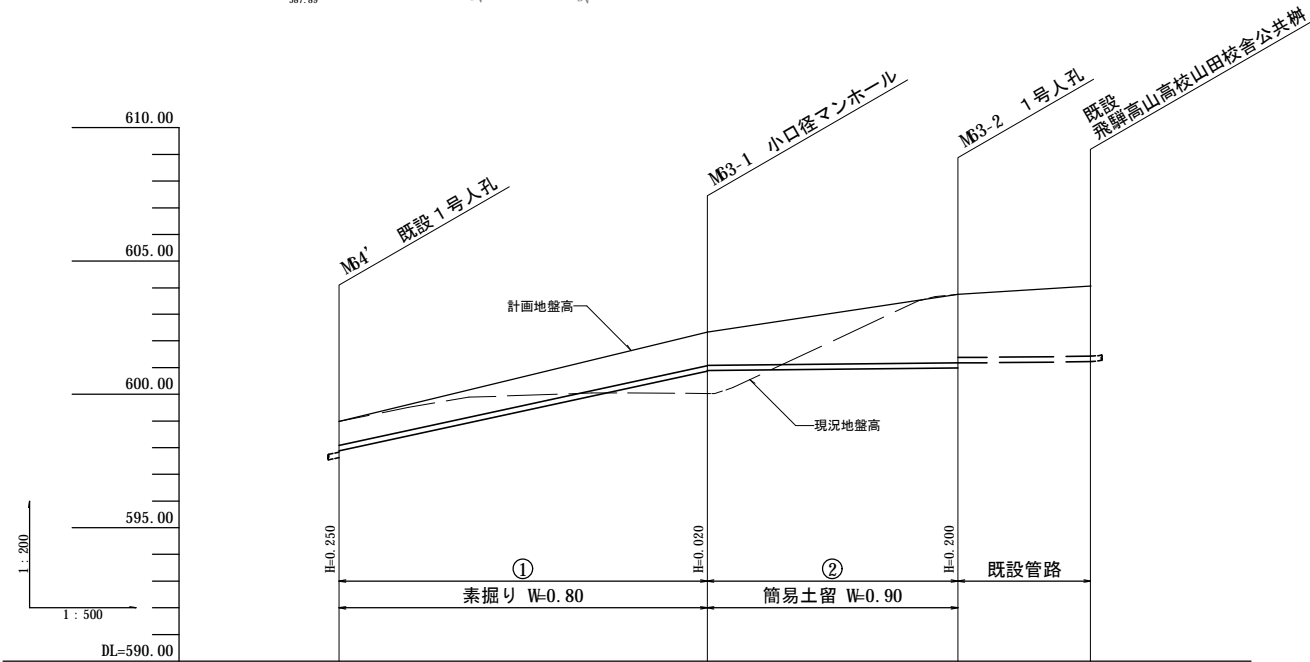 587.89
610.00
605.00
600.00
595.00
DL=590.00
1：200
1：500
M64' 既設１号人孔
M63-1 小口径マンホール
M63-2 １号人孔
既設
飛騨高山高校山田校舎公共桝
計画地盤高
現況地盤高
H=0.250
H=0.020
H=0.200
①
②
既設管路
素掘り W=0.80
簡易土留 W=0.90